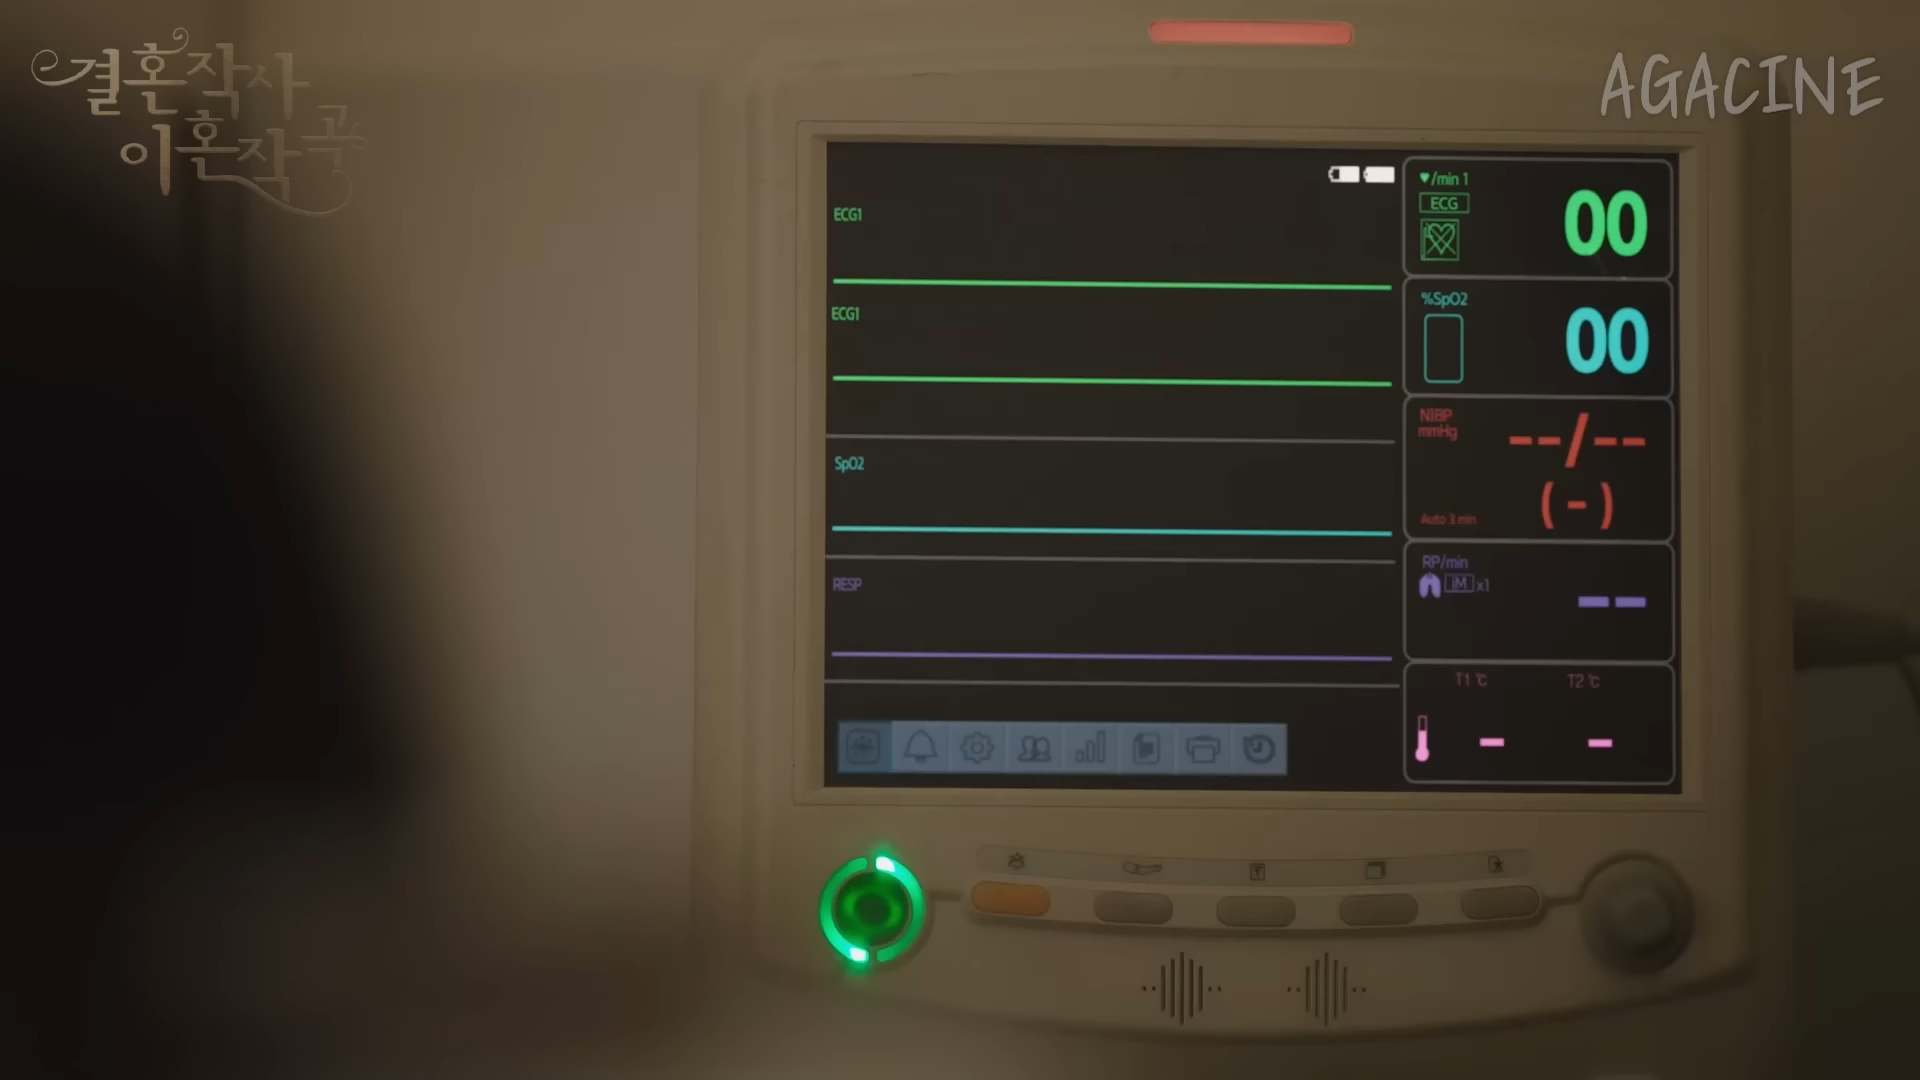 결혼작사
이혼작곡
AGACINE
ECG1
ECG1
SpO2
RESP
♥/min 1
ECG
00
%SpO2
00
NIBP
mmHg
--/--
(-)
Auto 3 min
RP/min
iM x1
--
T1 ℃ T2 ℃
- -